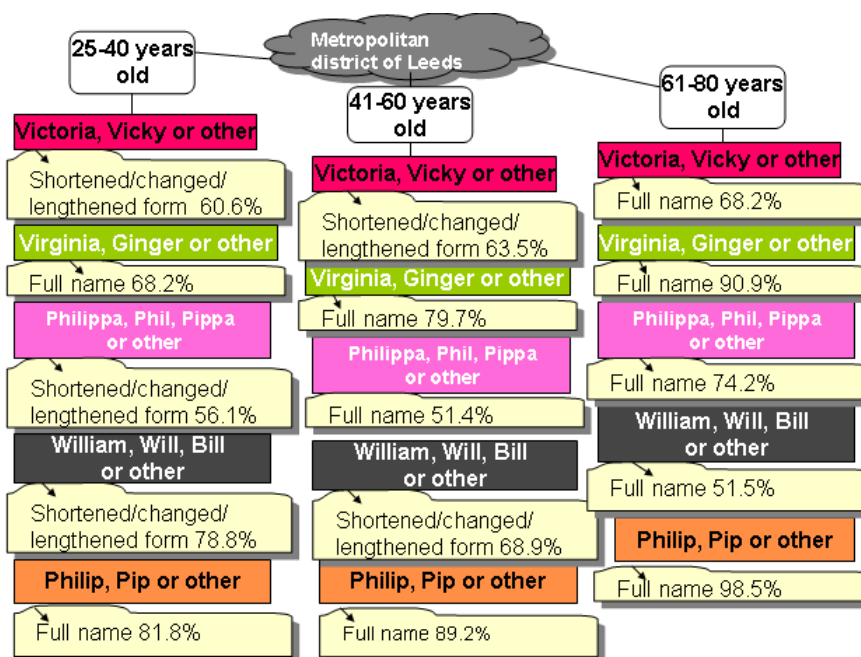 Metropolitan
district of Leeds
25-40 years
old
Victoria, Vicky or other
Shortened/changed/
lengthened form 60.6%
Virginia, Ginger or other
Full name 68.2%
Philippa, Phil, Pippa
or other
Shortened/changed/
lengthened form 56.1%
William, Will, Bill
or other
Shortened/changed/
lengthened form 78.8%
Philip, Pip or other
Full name 81.8%
41-60 years
old
Victoria, Vicky or other
Shortened/changed/
lengthened form 63.5%
Virginia, Ginger or other
Full name 79.7%
Philippa, Phil, Pippa
or other
Full name 51.4%
William, Will, Bill
or other
Shortened/changed/
lengthened form 68.9%
Philip, Pip or other
Full name 89.2%
61-80 years
old
Victoria, Vicky or other
Full name 68.2%
Virginia, Ginger or other
Full name 90.9%
Philippa, Phil, Pippa
or other
Full name 74.2%
William, Will, Bill
or other
Full name 51.5%
Philip, Pip or other
Full name 98.5%